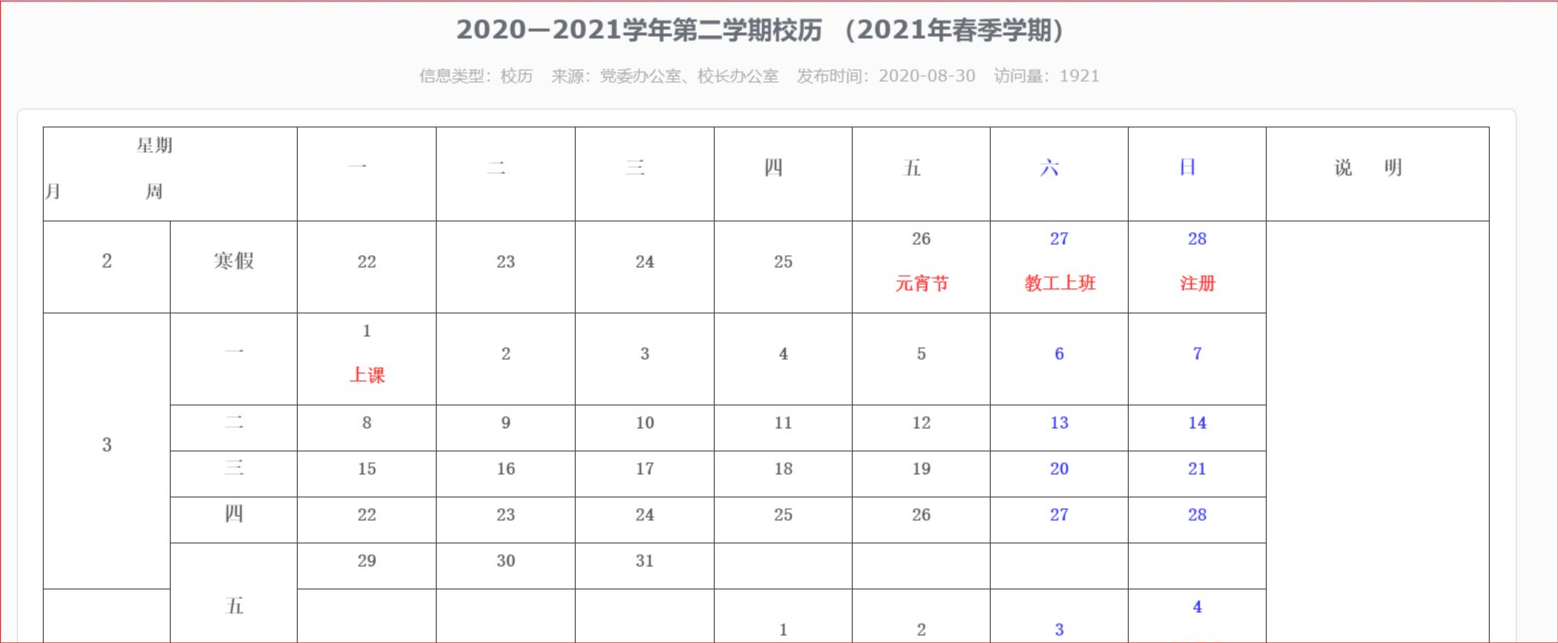 2020—2021学年第二学期校历 （2021年春季学期）
信息类型：校历 来源：党委办公室、校长办公室 发布时间：2020-08-30 访问量：1921
星期
月 周
一 二 三 四 五 六 日 说 明
2 寒假 22 23 24 25 26 27 28
元宵节 教工上班 注册
3 一 1 2 3 4 5 6 7
上课
二 8 9 10 11 12 13 14
三 15 16 17 18 19 20 21
四 22 23 24 25 26 27 28
五 29 30 31
1 2 3 4